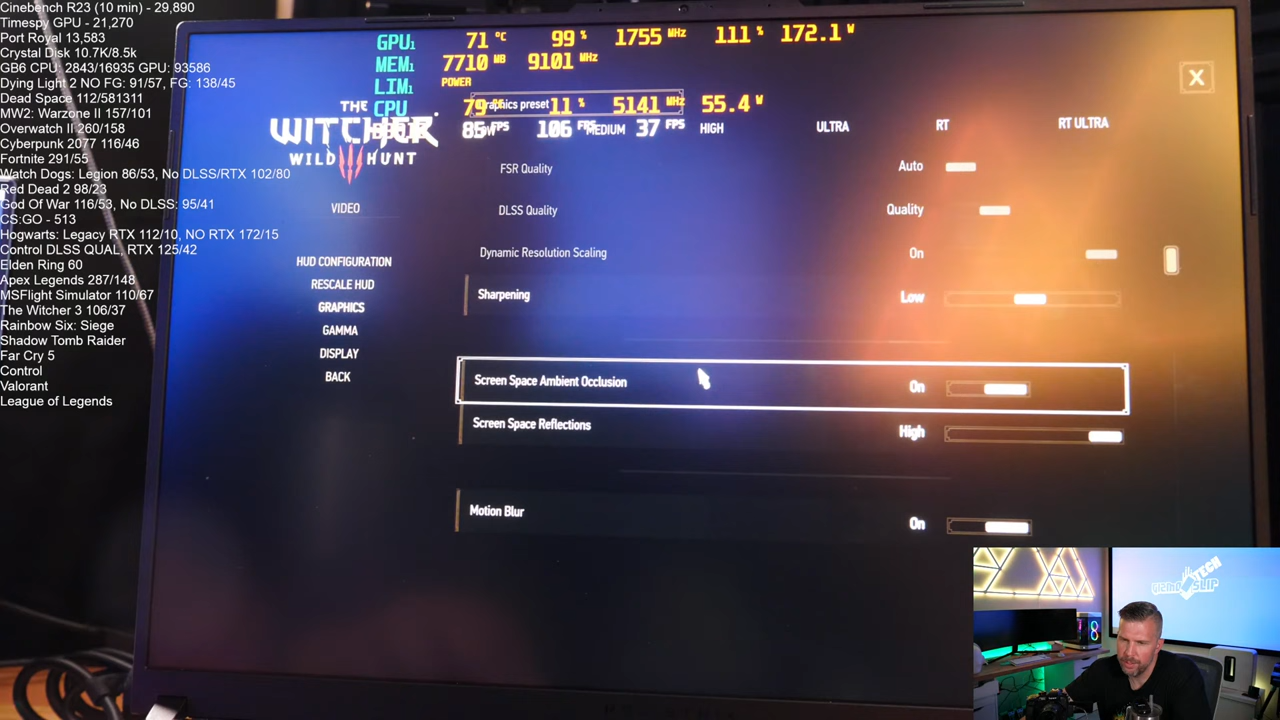 Cinebench R23 (10 min) - 29,890
Timespy GPU - 21,270
Port Royal 13,583
Crystal Disk 10.7K/8.5k
GB6 CPU: 2843/16935 GPU: 93586
Dying Light 2 NO FG: 91/57, FG: 138/45
Dead Space 112/581311
MW2: Warzone II 157/101
Overwatch II 260/158
Cyberpunk 2077 116/46
Fortnite 291/55
Watch Dogs: Legion 86/53, No DLSS/RTX 102/80
Red Dead 2 98/23
God Of War 116/53, No DLSS: 95/41
CS:GO - 513
Hogwarts: Legacy RTX 112/10, NO RTX 172/15
Control DLSS QUAL, RTX 125/42
Elden Ring 60
Apex Legends 287/148
MSFlight Simulator 110/67
The Witcher 3 106/37
Rainbow Six: Siege
Shadow Tomb Raider
Far Cry 5
Control
Valorant
League of Legends
GPU1 71 °C 99 % 1755 MHz 111 % 172.1 W
MEM1 7710 MB 9101 MHz
LIM1 POWER
CPU 79 11 % 5141 MHz 55.4 W
85 FPS 106 FPS 37 FPS
Graphics preset
MEDIUM HIGH ULTRA RT RT ULTRA
THE
WITCHER
WILD HUNT
VIDEO
HUD CONFIGURATION
RESCALE HUD
GRAPHICS
GAMMA
DISPLAY
BACK
FSR Quality Auto
DLSS Quality Quality
Dynamic Resolution Scaling On
Sharpening Low
Screen Space Ambient Occlusion On
Screen Space Reflections High
Motion Blur On
X
GIZMO SLIP
TECH